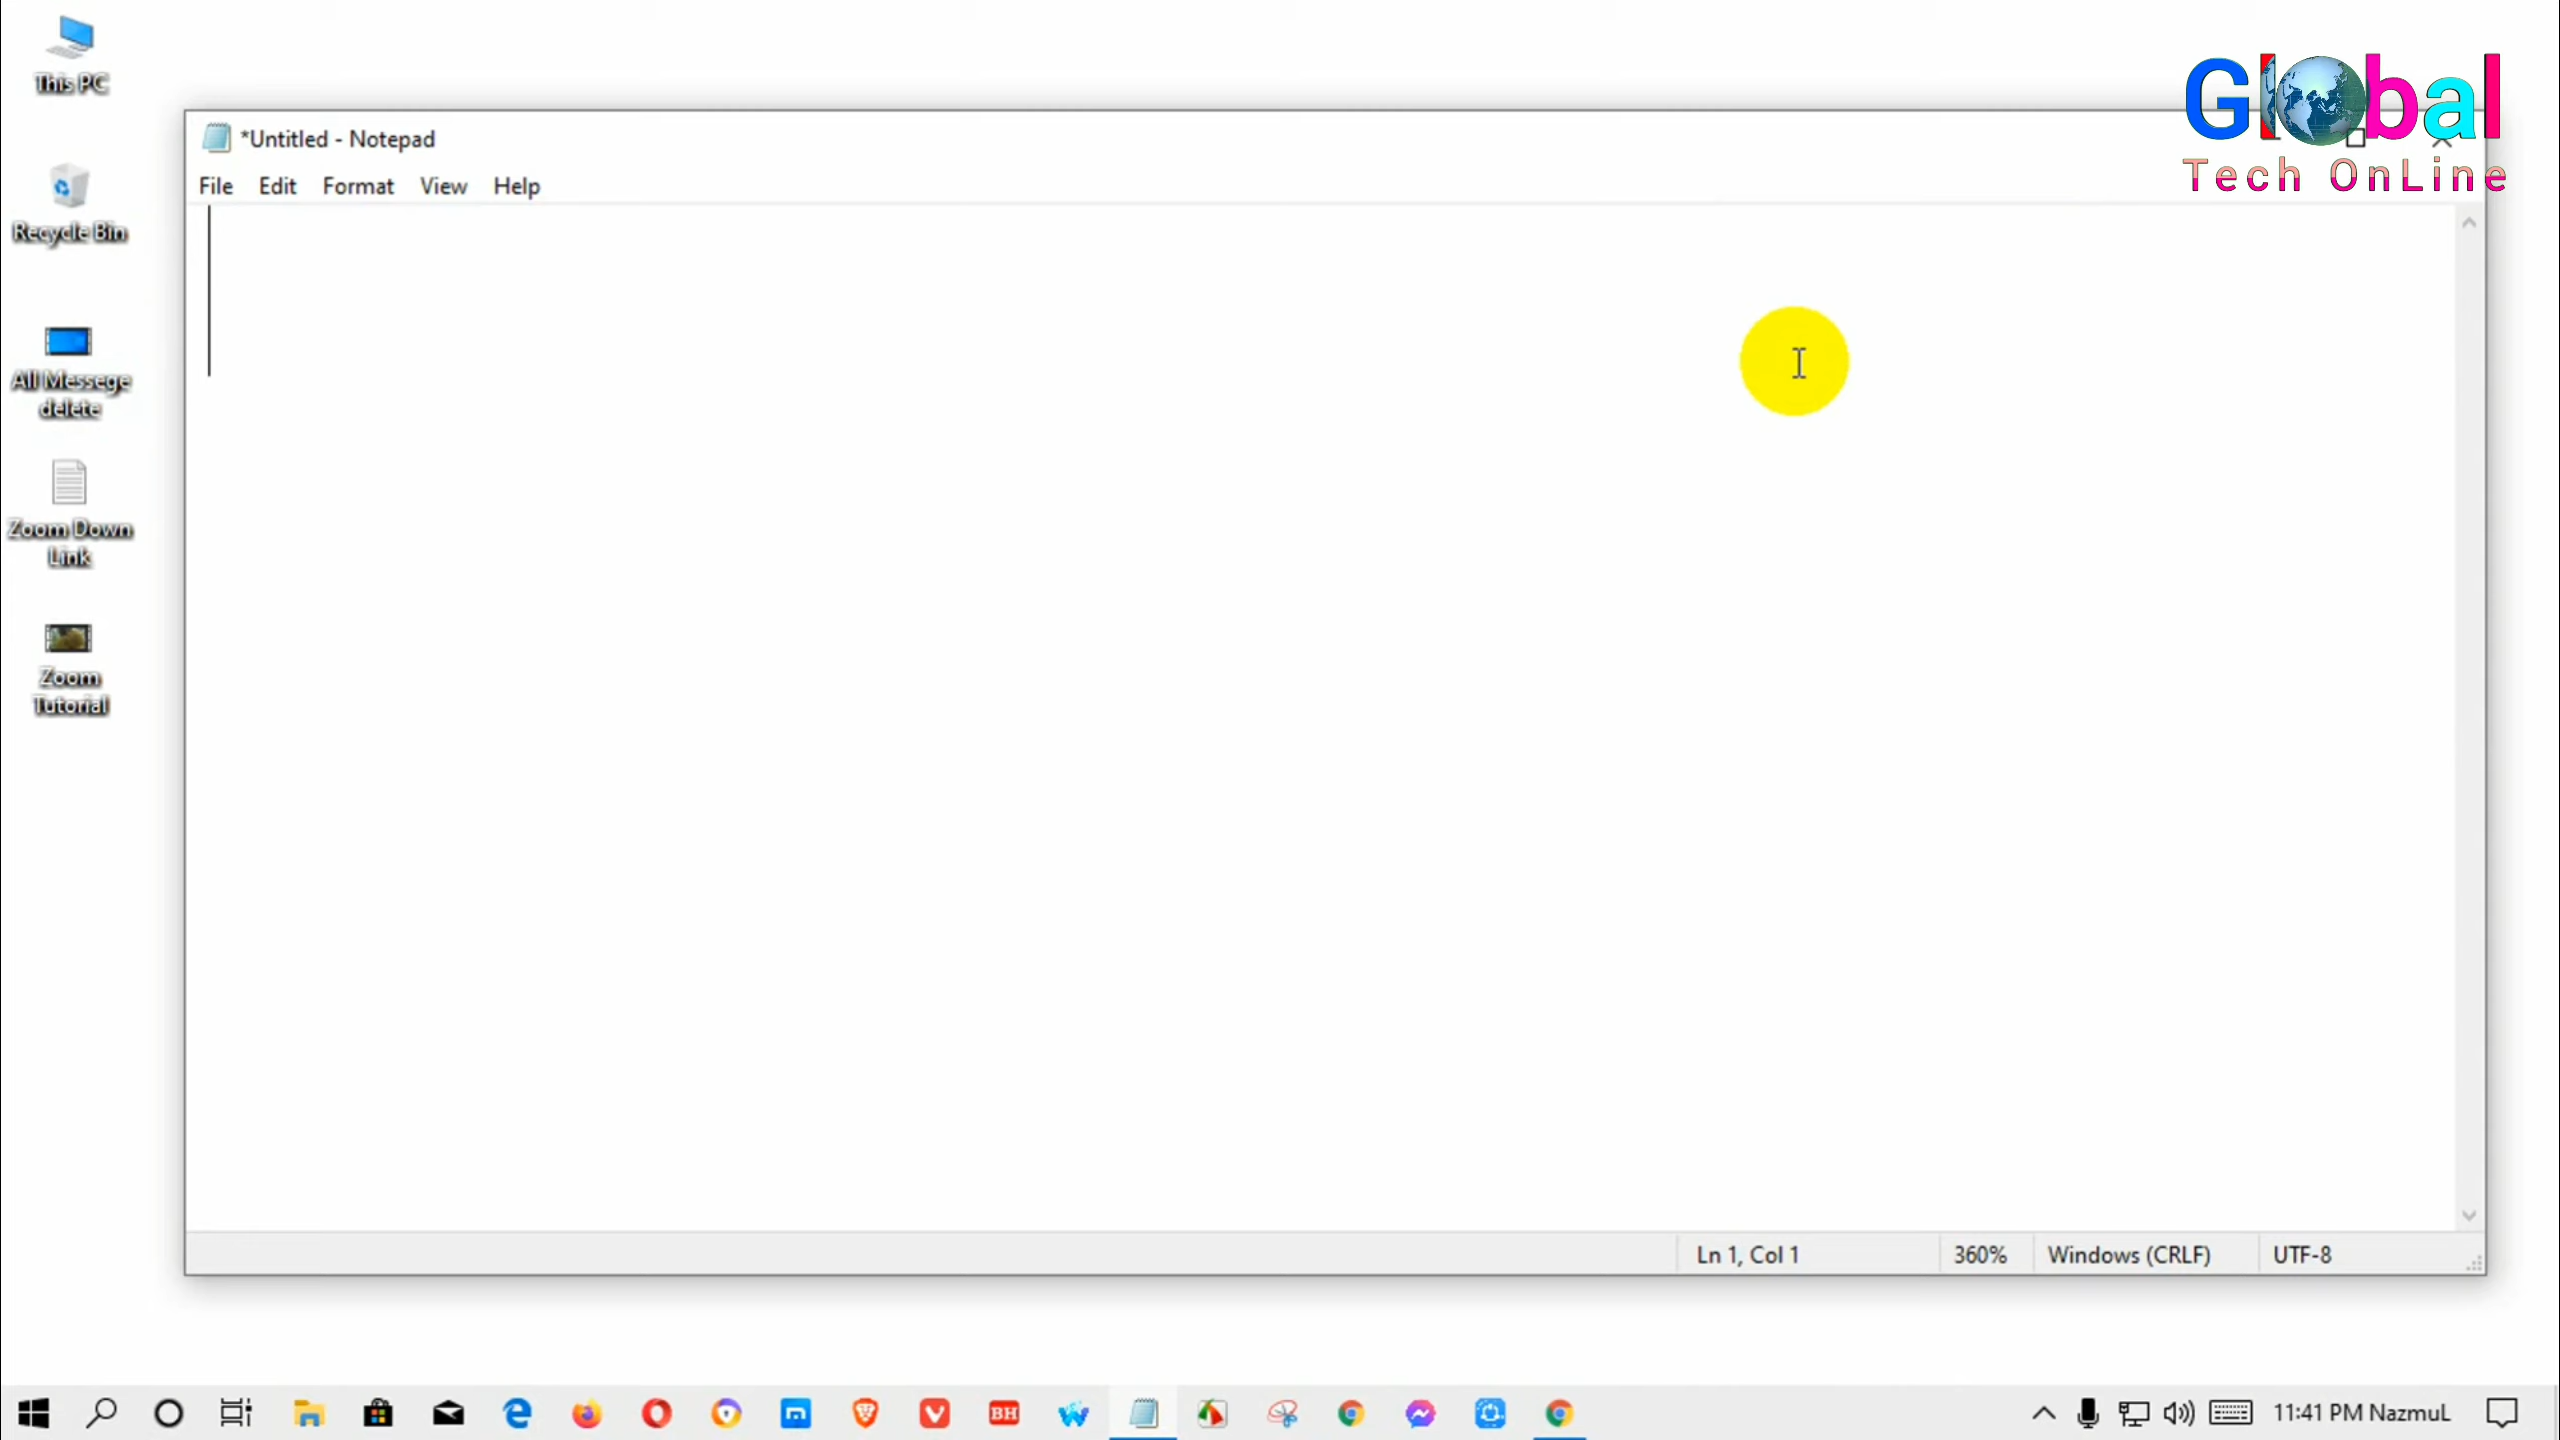 This PC
Recycle Bin
All Messege
delete
Zoom Down
Link
Zoom
Tutorial
Global
Tech OnLine
*Untitled - Notepad
File Edit Format View Help
Ln 1, Col 1 360% Windows (CRLF) UTF-8
BH
11:41 PM NazmuL